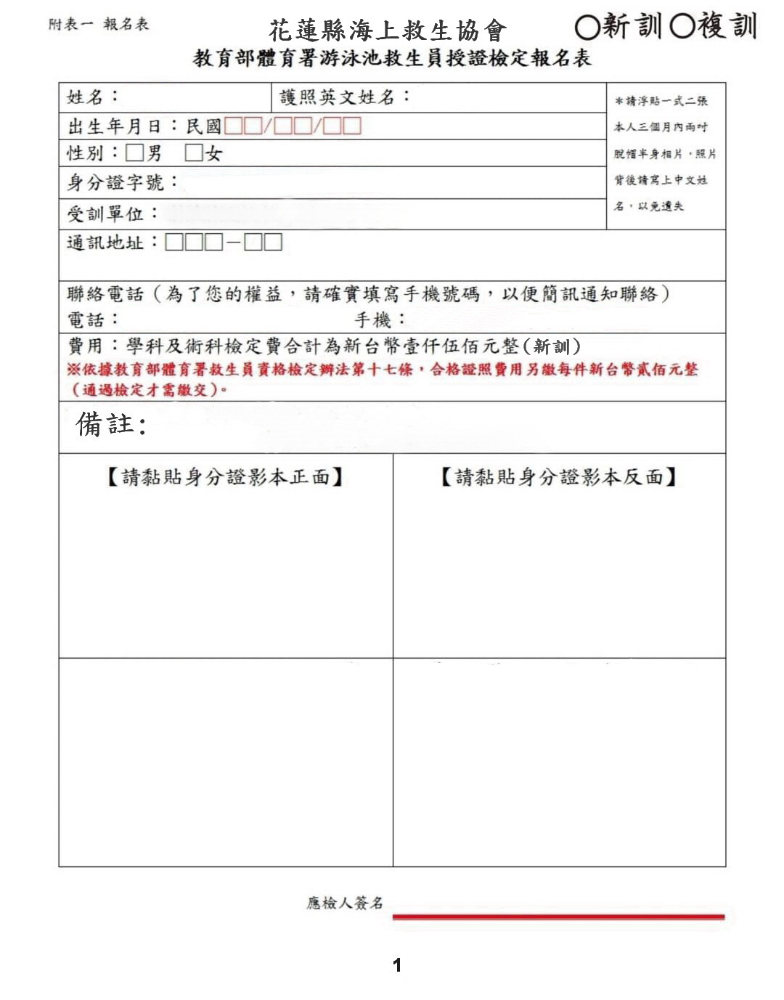 附表一 報名表
花蓮縣海上救生協會
○新訓○複訓
教育部體育署游泳池救生員授證檢定報名表
姓名：
護照英文姓名：
＊請浮貼一式二張
本人三個月內兩吋
脫帽半身相片，照片
背後請寫上中文姓
名，以免遺失
出生年月日：民國□□/□□/□□
性別：□男 □女
身分證字號：
受訓單位：
通訊地址：□□□－□□
聯絡電話（為了您的權益，請確實填寫手機號碼，以便簡訊通知聯絡）
電話： 手機：
費用：學科及術科檢定費合計為新台幣壹仟伍佰元整(新訓)
※依據教育部體育署救生員資格檢定辦法第十七條，合格證照費用另繳每件新台幣貳佰元整
（通過檢定才需繳交）。
備註:
【請黏貼身分證影本正面】
【請黏貼身分證影本反面】
應檢人簽名
1